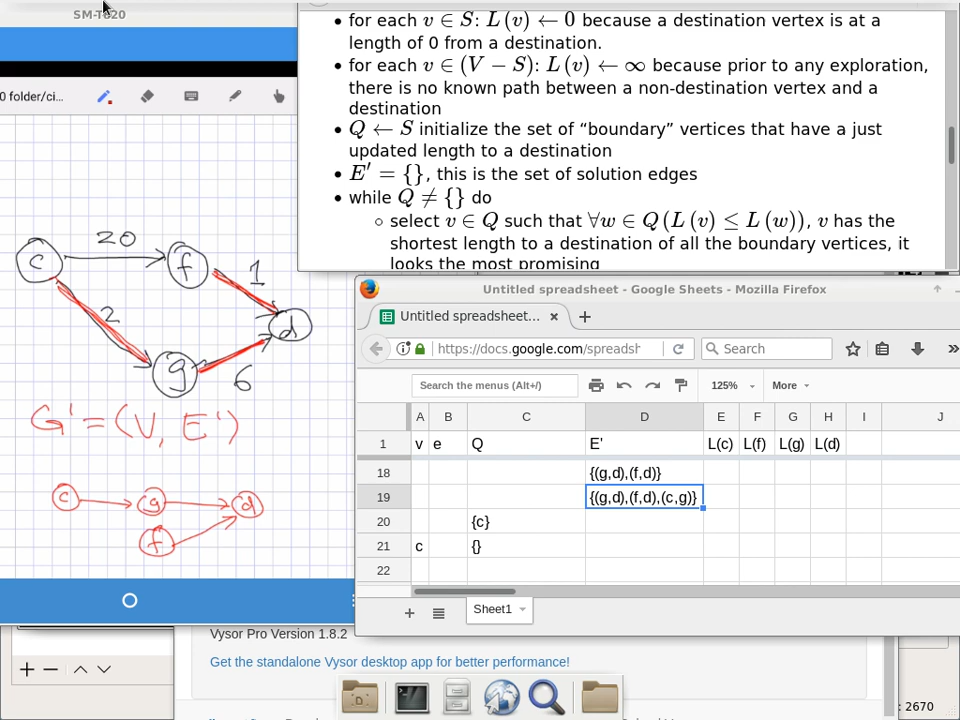 SM-T820
0 folder/ci...
20
c
f
1
2
d
g
6
G' = (V, E')
c
g
d
f
• for each v ∈ S: L(v) ← 0 because a destination vertex is at a
length of 0 from a destination.
• for each v ∈ (V − S): L(v) ← ∞ because prior to any exploration,
there is no known path between a non-destination vertex and a
destination
• Q ← S initialize the set of “boundary” vertices that have a just
updated length to a destination
• E′ = {}, this is the set of solution edges
• while Q ≠ {} do
○ select v ∈ Q such that ∀w ∈ Q(L(v) ≤ L(w)), v has the
shortest length to a destination of all the boundary vertices, it
looks the most promising
Untitled spreadsheet - Google Sheets - Mozilla Firefox
Untitled spreadsheet...
https://docs.google.com/spreadsh
Search
Search the menus (Alt+/)
125%
More
A B C D E F G H I J
1 v e Q E' L(c) L(f) L(g) L(d)
18 {(g,d),(f,d)}
19 {(g,d),(f,d),(c,g)}
20 {c}
21 c {}
22
Sheet1
Vysor Pro Version 1.8.2
Get the standalone Vysor desktop app for better performance!
: 2670